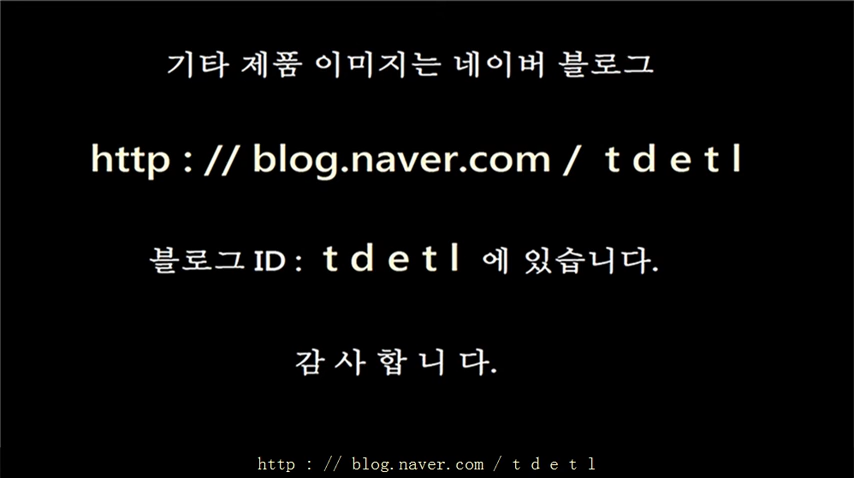 기타 제품 이미지는 네이버 블로그
http : // blog.naver.com / t d e t l
블로그 ID : t d e t l 에 있습니다.
감 사 합 니 다.
http : // blog.naver.com / t d e t l